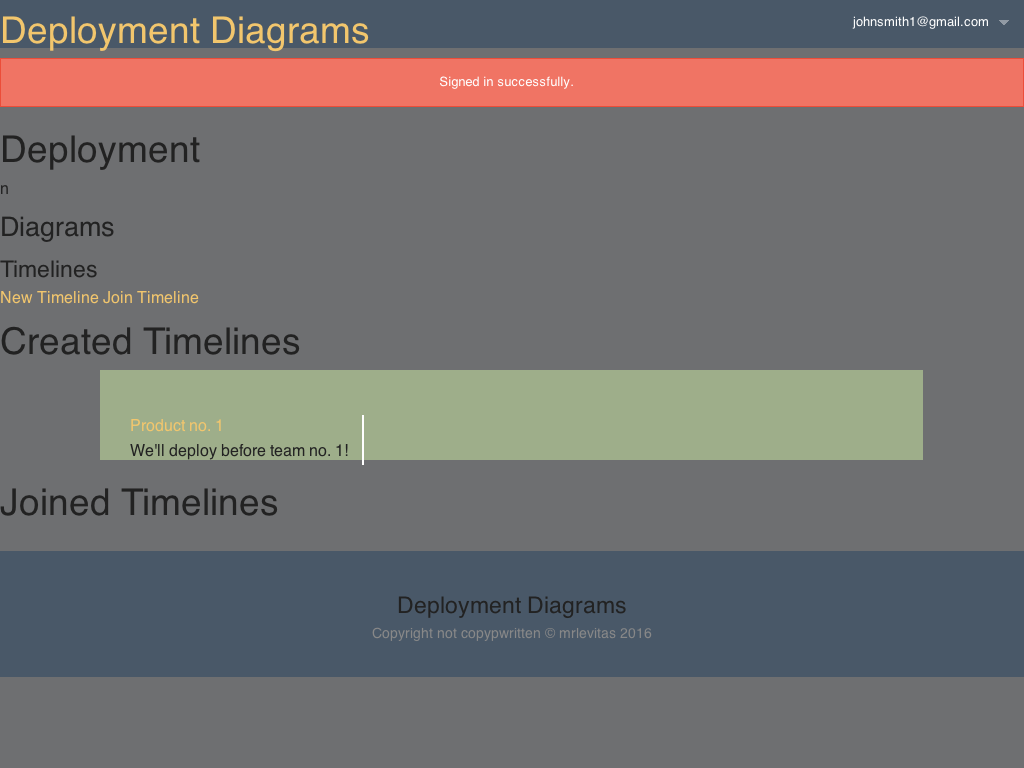 Deployment Diagrams
johnsmith1@gmail.com
Signed in successfully.
Deployment
n
Diagrams
Timelines
New Timeline Join Timeline
Created Timelines
Product no. 1
We'll deploy before team no. 1!
Joined Timelines
Deployment Diagrams
Copyright not copypwritten © mrlevitas 2016